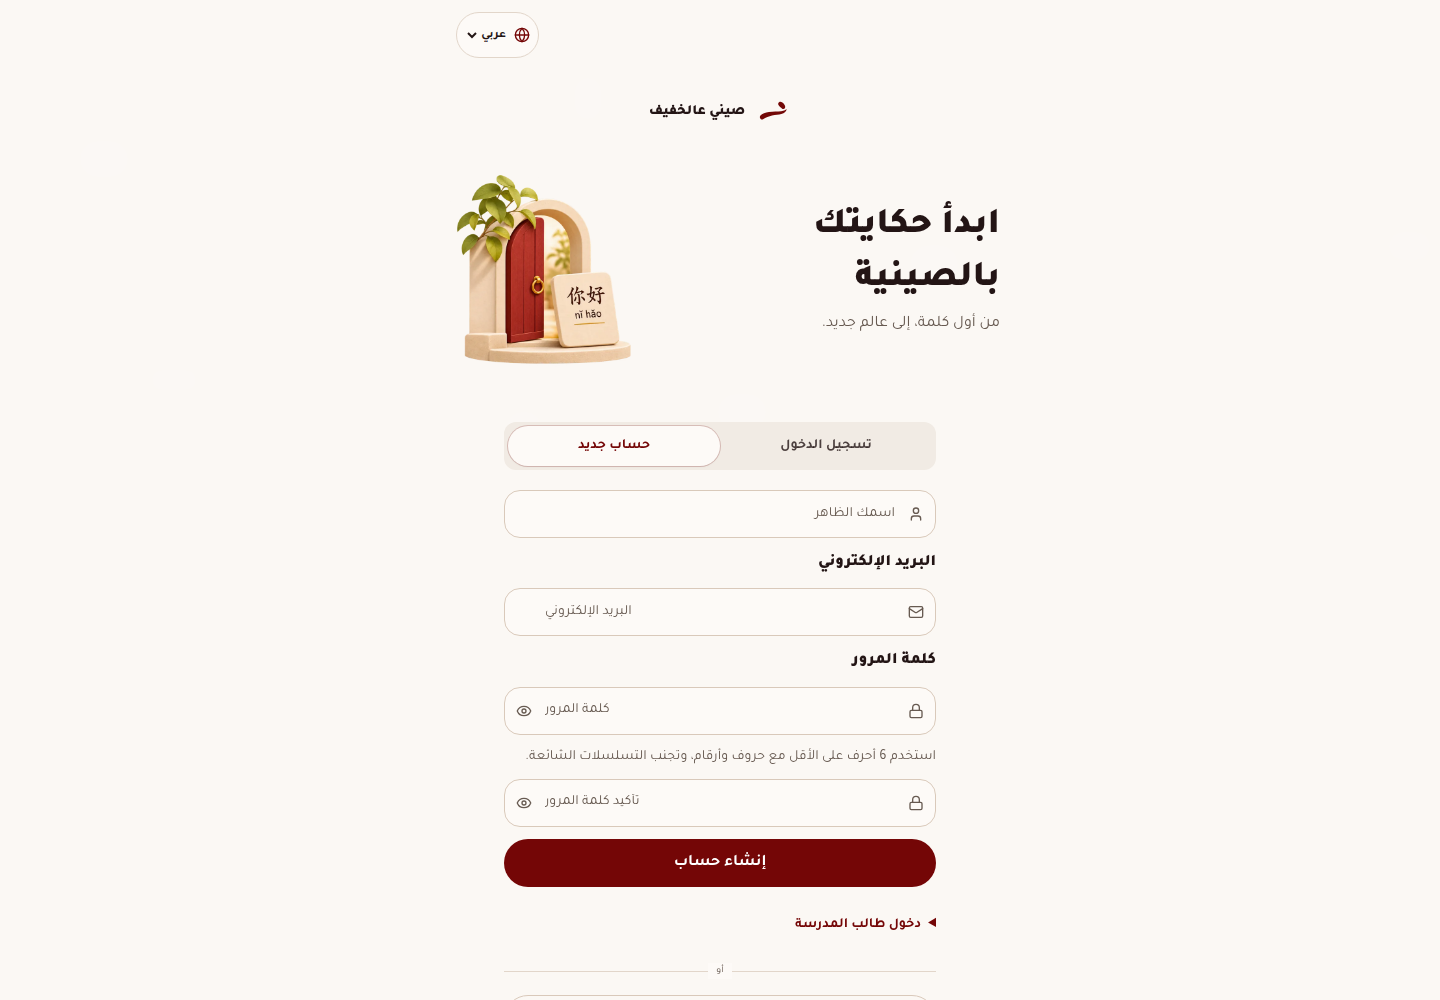 عربي
صيني عالخفيف
ابدأ حكايتك
بالصينية
من أول كلمة، إلى عالم جديد.
你好
nǐ hǎo
تسجيل الدخول
حساب جديد
اسمك الظاهر
البريد الإلكتروني
البريد الإلكتروني
كلمة المرور
كلمة المرور
استخدم 6 أحرف على الأقل مع حروف وأرقام، وتجنب التسلسلات الشائعة.
تأكيد كلمة المرور
إنشاء حساب
دخول طالب المدرسة
أو